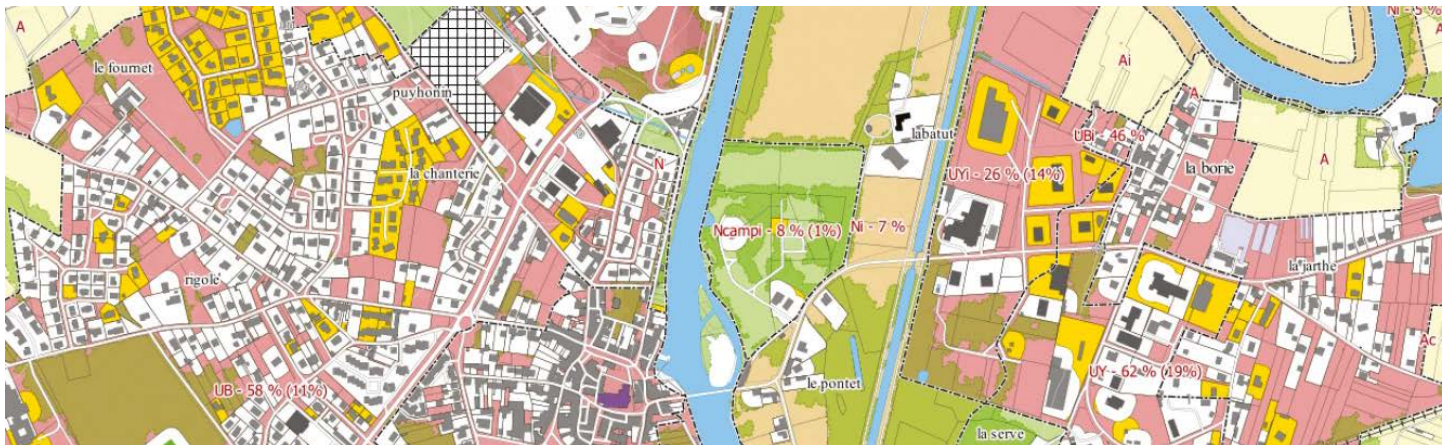 A
le fournet
puyhonin
la chanterie
N
rigole
UB - 58 % (11%)
Ncampi - 8 % (1%)
Ni - 7 %
labatut
le pontet
Ni - 5 %
A
Ai
A
UBi - 46 %
la borie
A
UYi - 26 % (14%)
la jarthe
Ac
UY - 62 % (19%)
la serve